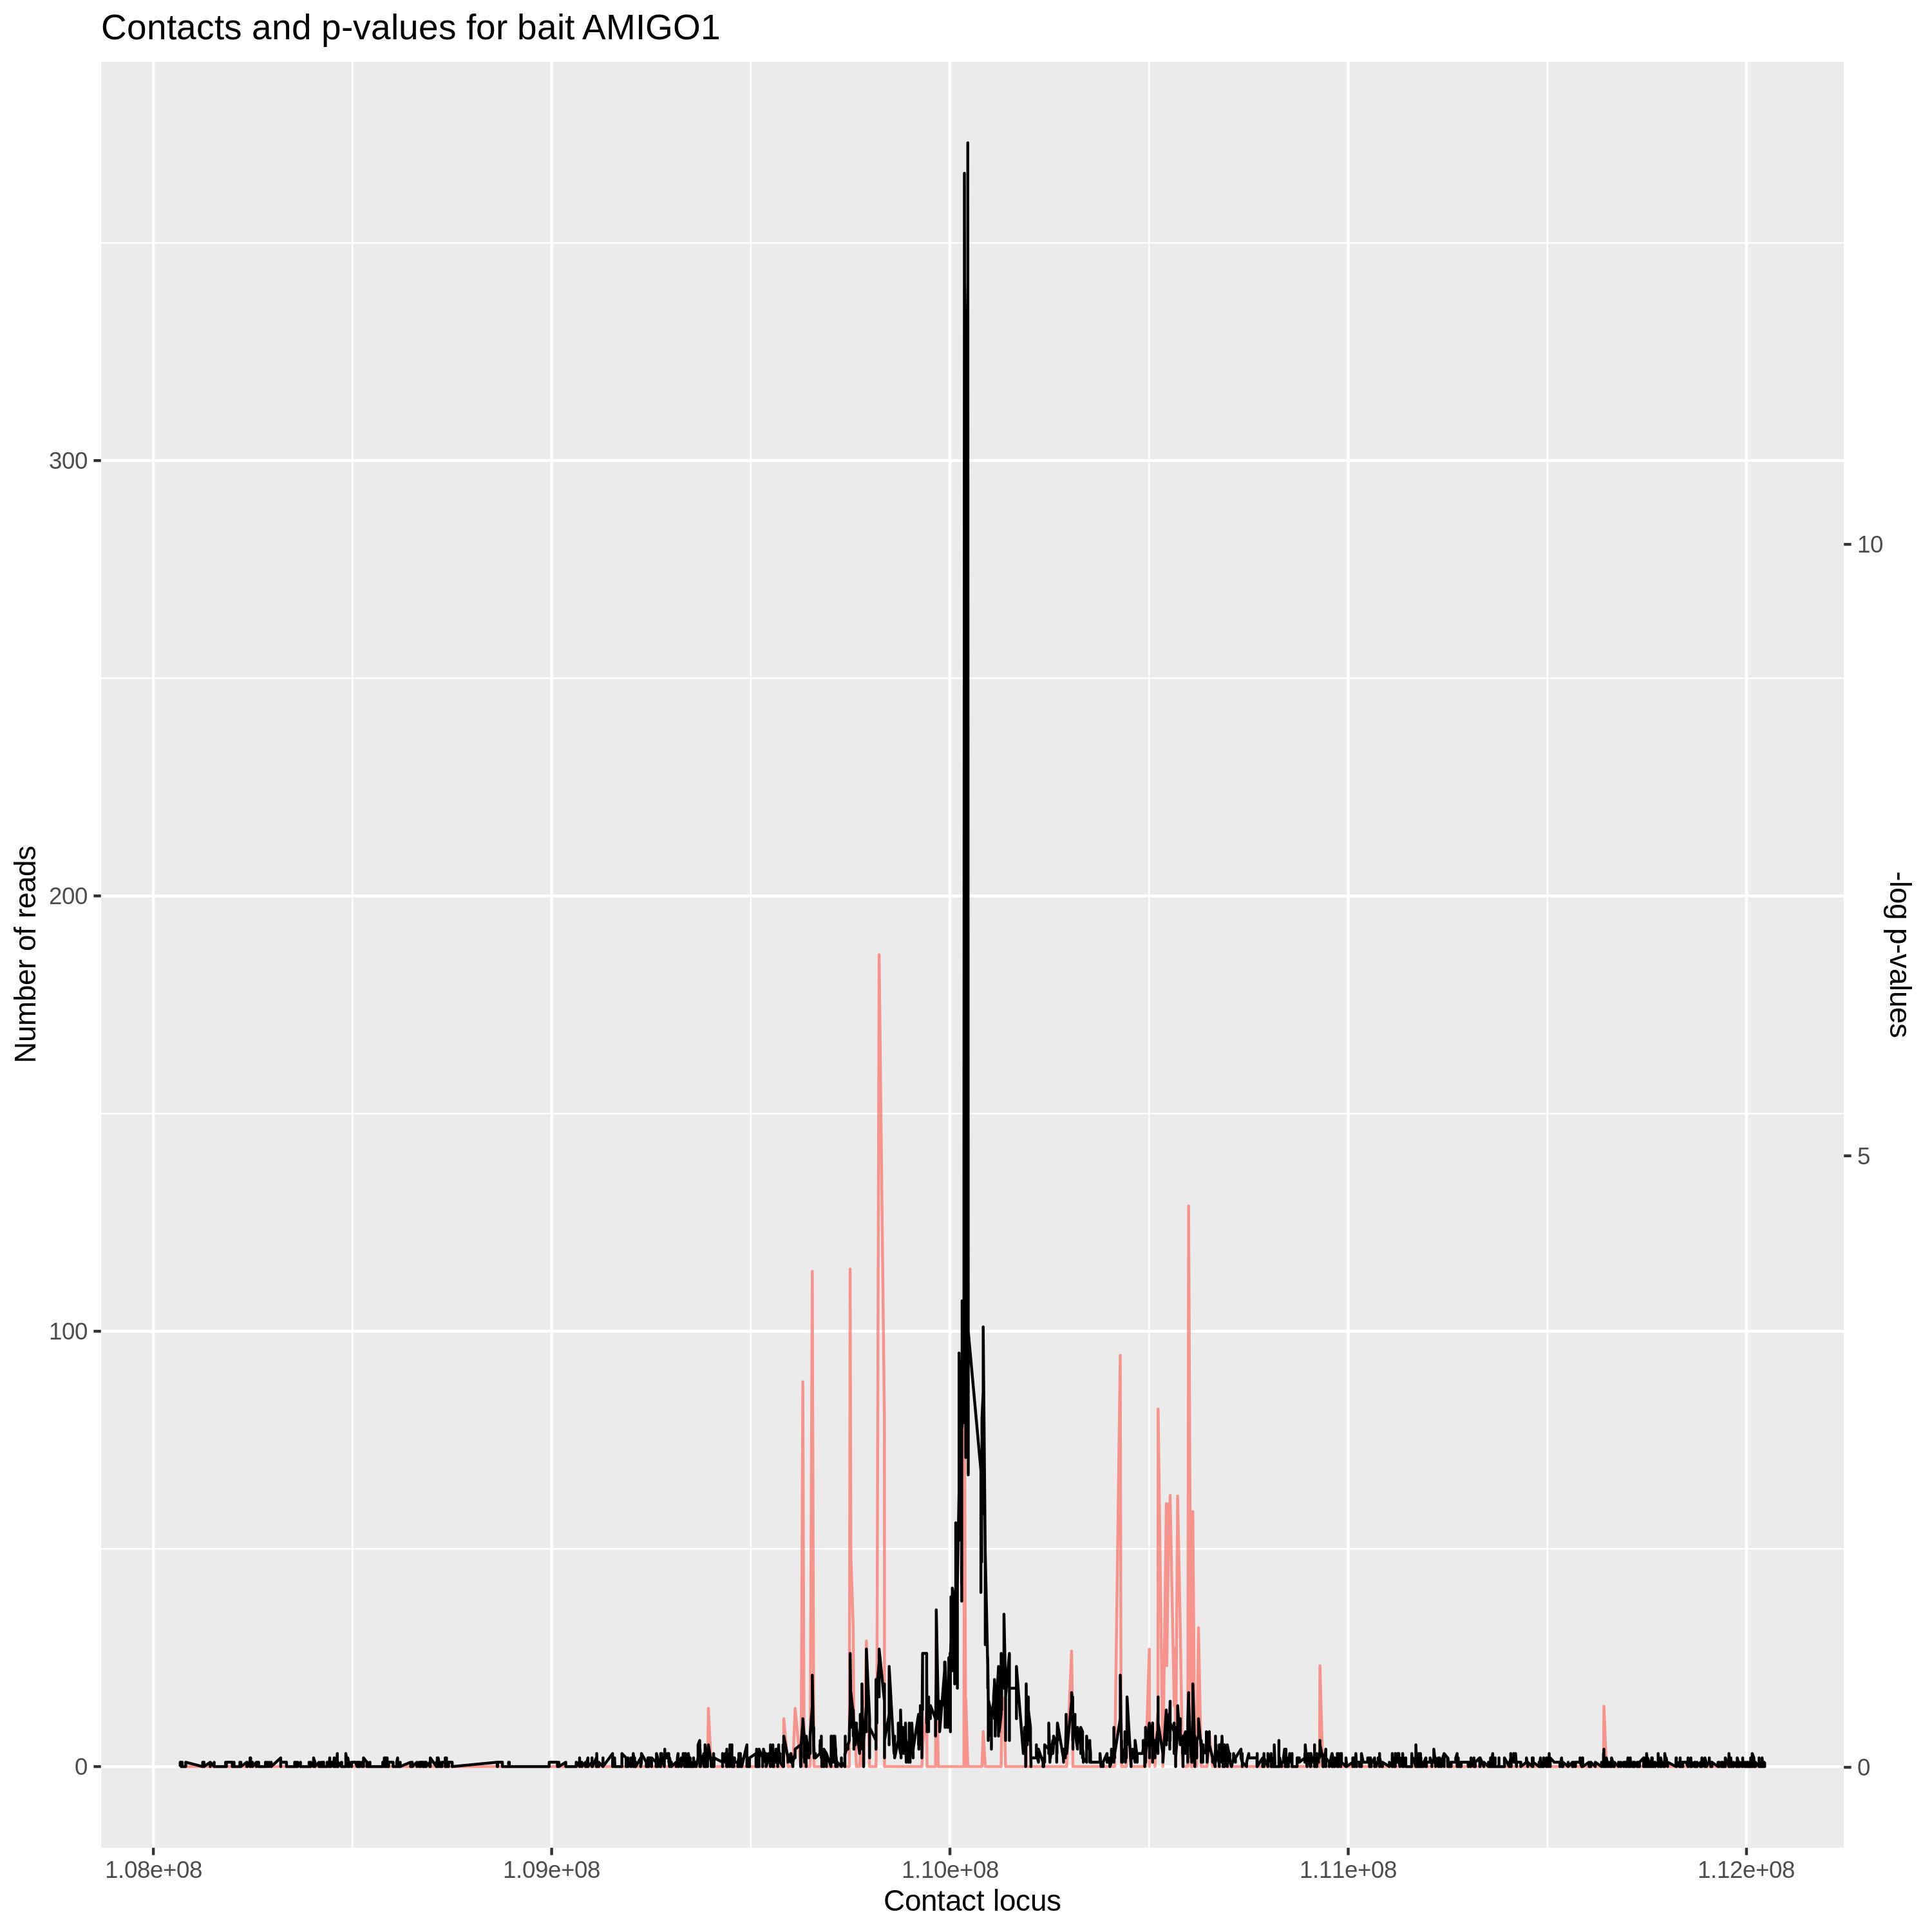 Contacts and p-values for bait AMIGO1
300
200
100
0
Number of reads
10
5
0
-log p-values
1.08e+08
1.09e+08
1.10e+08
1.11e+08
1.12e+08
Contact locus